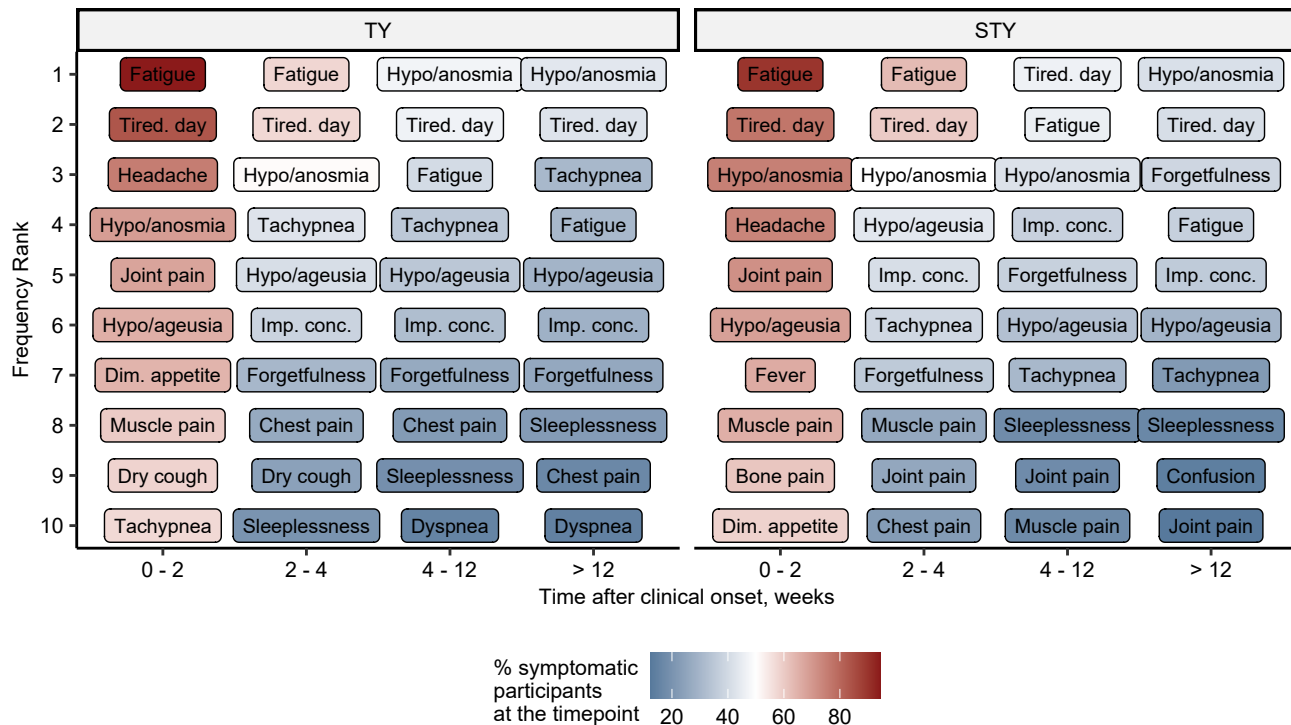 TY STY
1 Fatigue Fatigue Hypo/anosmia Hypo/anosmia Fatigue Fatigue Tired. day Hypo/anosmia
2 Tired. day Tired. day Tired. day Tired. day Tired. day Tired. day Fatigue Tired. day
3 Headache Hypo/anosmia Fatigue Tachypnea Hypo/anosmia Hypo/anosmia Hypo/anosmia Forgetfulness
4 Hypo/anosmia Tachypnea Tachypnea Fatigue Headache Hypo/ageusia Imp. conc. Fatigue
5 Joint pain Hypo/ageusia Hypo/ageusia Hypo/ageusia Joint pain Imp. conc. Forgetfulness Imp. conc.
6 Hypo/ageusia Imp. conc. Imp. conc. Imp. conc. Hypo/ageusia Tachypnea Hypo/ageusia Hypo/ageusia
7 Dim. appetite Forgetfulness Forgetfulness Forgetfulness Fever Forgetfulness Tachypnea Tachypnea
8 Muscle pain Chest pain Chest pain Sleeplessness Muscle pain Muscle pain Sleeplessness Sleeplessness
9 Dry cough Dry cough Sleeplessness Chest pain Bone pain Joint pain Joint pain Confusion
10 Tachypnea Sleeplessness Dyspnea Dyspnea Dim. appetite Chest pain Muscle pain Joint pain
Frequency Rank
0 - 2 2 - 4 4 - 12 > 12 0 - 2 2 - 4 4 - 12 > 12
Time after clinical onset, weeks
% symptomatic
participants
at the timepoint
20 40 60 80